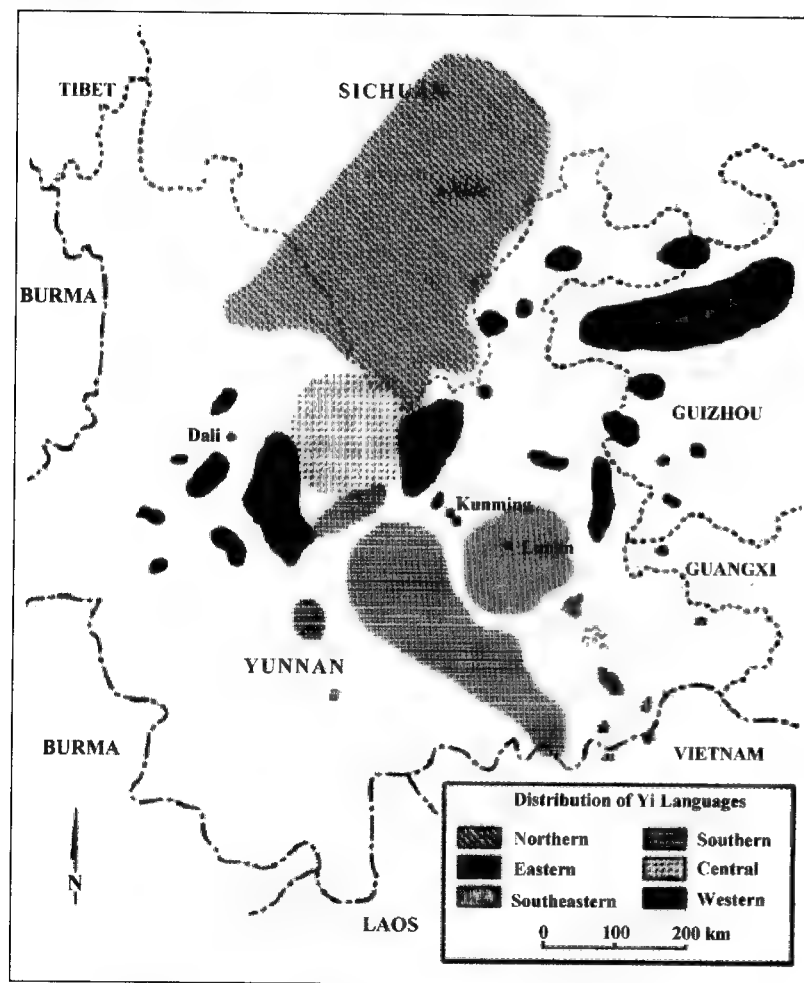 TIBET
SICHUAN
BURMA
GUIZHOU
Dali
Kunming
Lunan
GUANGXI
YUNNAN
BURMA
VIETNAM
N
LAOS
Distribution of Yi Languages
Northern
Southern
Eastern
Central
Southeastern
Western
0 100 200 km